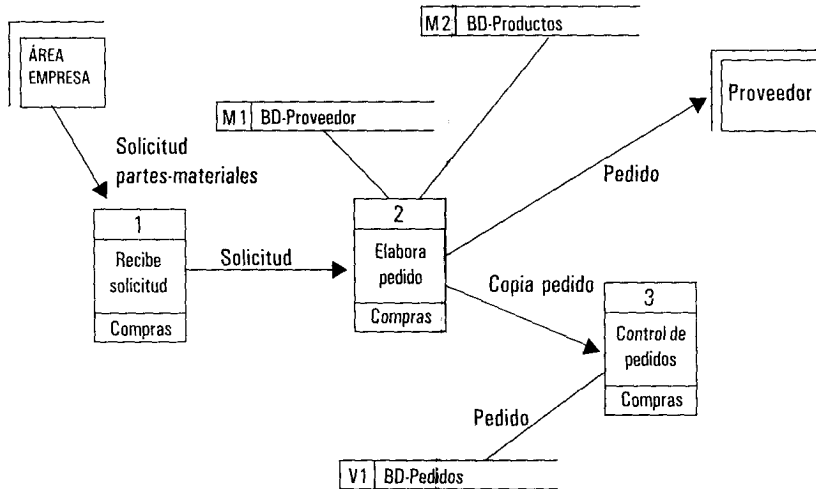 M2 BD-Productos
ÁREA
EMPRESA
Proveedor
M1 BD-Proveedor
Solicitud
partes-materiales
Pedido
1
Recibe
solicitud
Compras
Solicitud
2
Elabora
pedido
Compras
Copia pedido
3
Control de
pedidos
Compras
Pedido
V1 BD-Pedidos